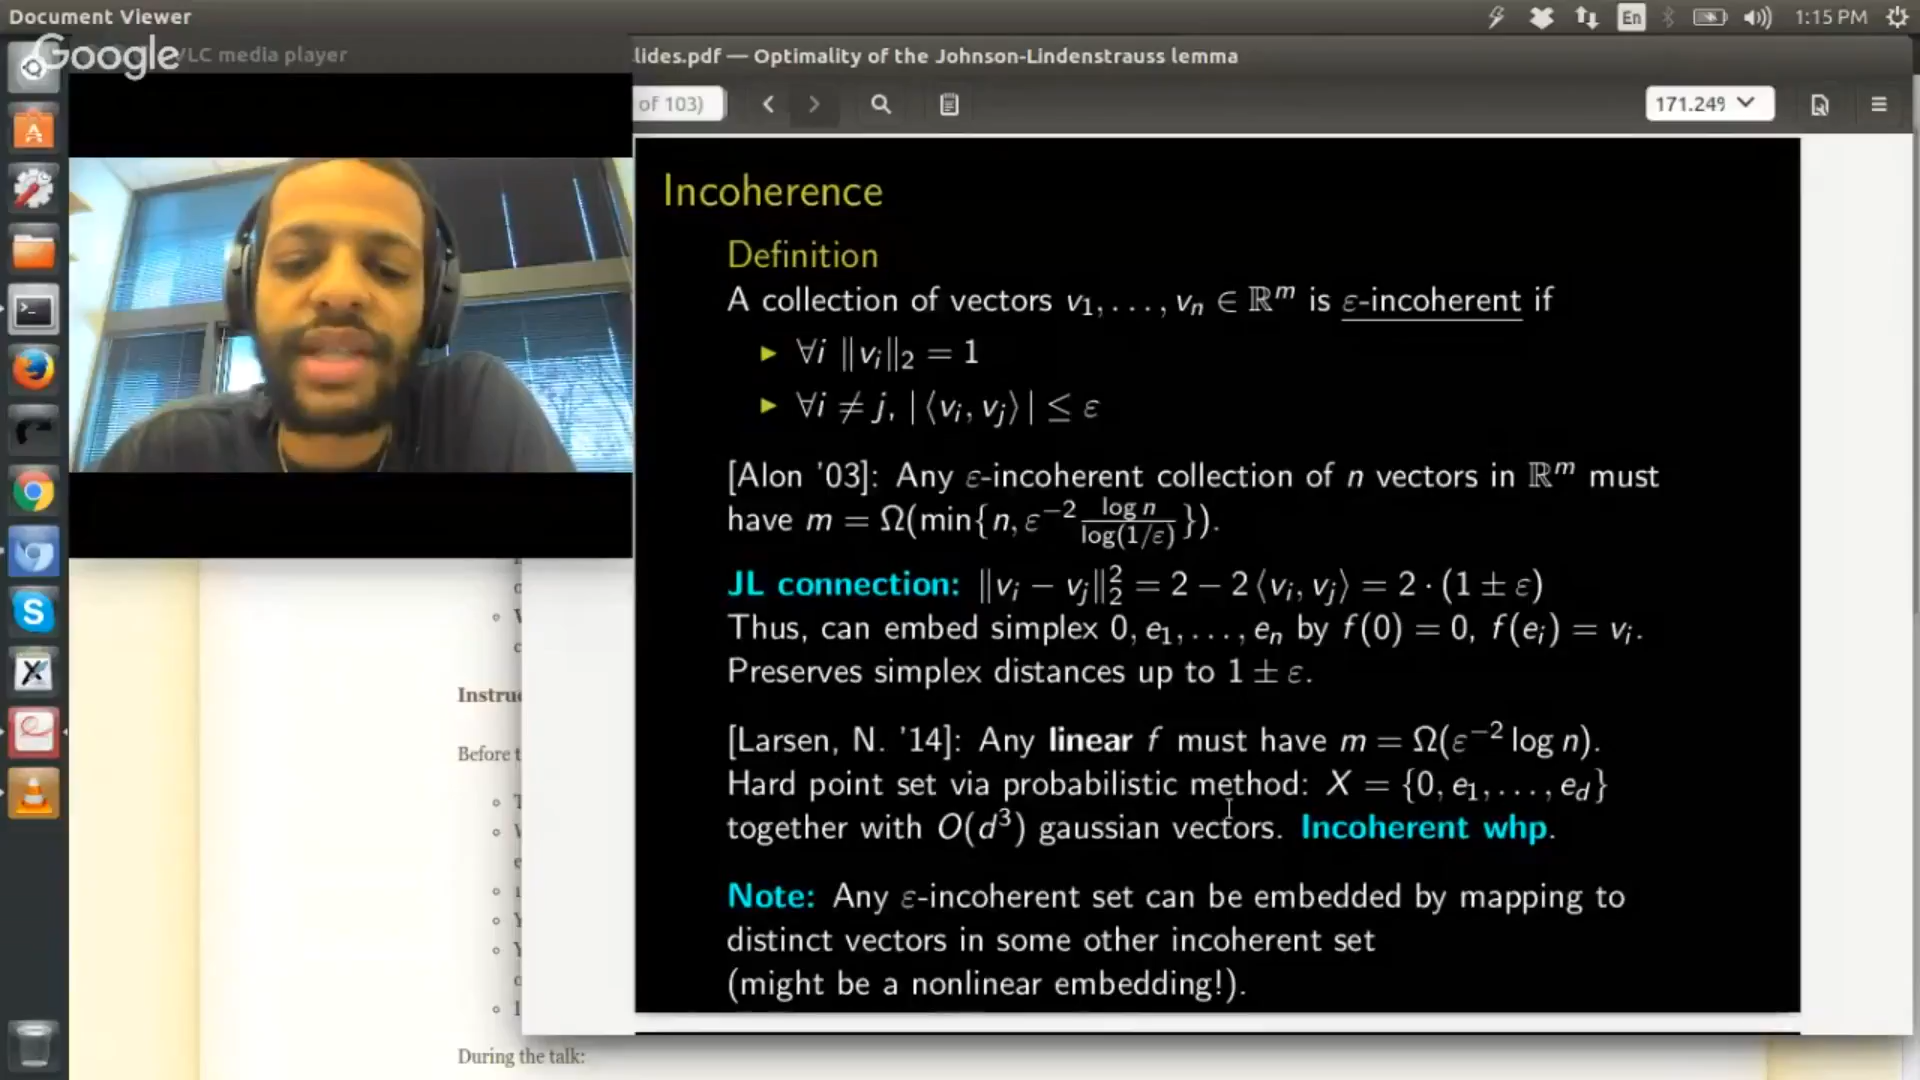 Document Viewer
En
1:15 PM
Google
VLC media player
lides.pdf — Optimality of the Johnson-Lindenstrauss lemma
of 103)
171.24%
Incoherence
Definition
A collection of vectors v₁, . . . , vₙ ∈ ℝᵐ is ε-incoherent if
► ∀i ‖vᵢ‖₂ = 1
► ∀i ≠ j, |⟨vᵢ, vⱼ⟩| ≤ ε
[Alon '03]: Any ε-incoherent collection of n vectors in ℝᵐ must
have m = Ω(min{n, ε⁻² log n / log(1/ε)}).
JL connection: ‖vᵢ − vⱼ‖₂² = 2 − 2⟨vᵢ, vⱼ⟩ = 2 · (1 ± ε)
Thus, can embed simplex 0, e₁, . . . , eₙ by f(0) = 0, f(eᵢ) = vᵢ.
Preserves simplex distances up to 1 ± ε.
[Larsen, N. '14]: Any linear f must have m = Ω(ε⁻² log n).
Hard point set via probabilistic method: X = {0, e₁, . . . , e_d}
together with O(d³) gaussian vectors. Incoherent whp.
Note: Any ε-incoherent set can be embedded by mapping to
distinct vectors in some other incoherent set
(might be a nonlinear embedding!).
Instruc
Before t
During the talk: